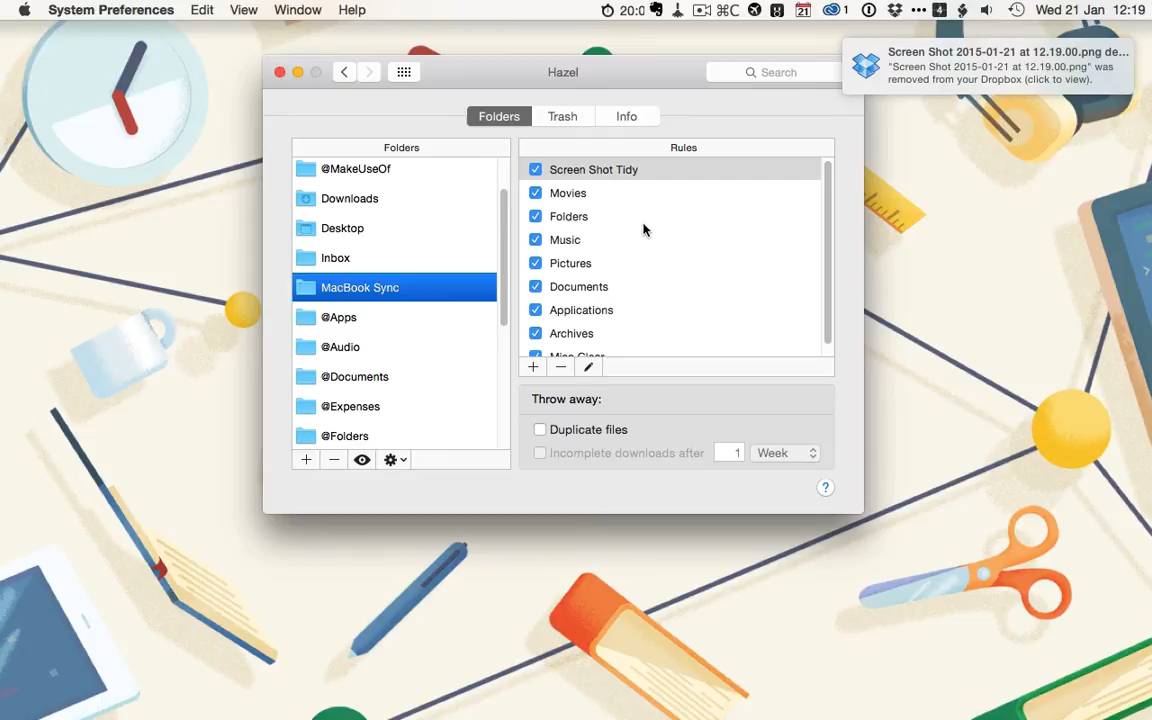 System Preferences Edit View Window Help
20:0 ⌘C 21 1 4 Wed 21 Jan 12:19
Screen Shot 2015-01-21 at 12.19.00.png de...
"Screen Shot 2015-01-21 at 12.19.00.png" was
removed from your Dropbox (click to view).
Hazel
Search
Folders Trash Info
Folders
@MakeUseOf
Downloads
Desktop
Inbox
MacBook Sync
@Apps
@Audio
@Documents
@Expenses
@Folders
Rules
Screen Shot Tidy
Movies
Folders
Music
Pictures
Documents
Applications
Archives
Throw away:
Duplicate files
Incomplete downloads after 1 Week
?